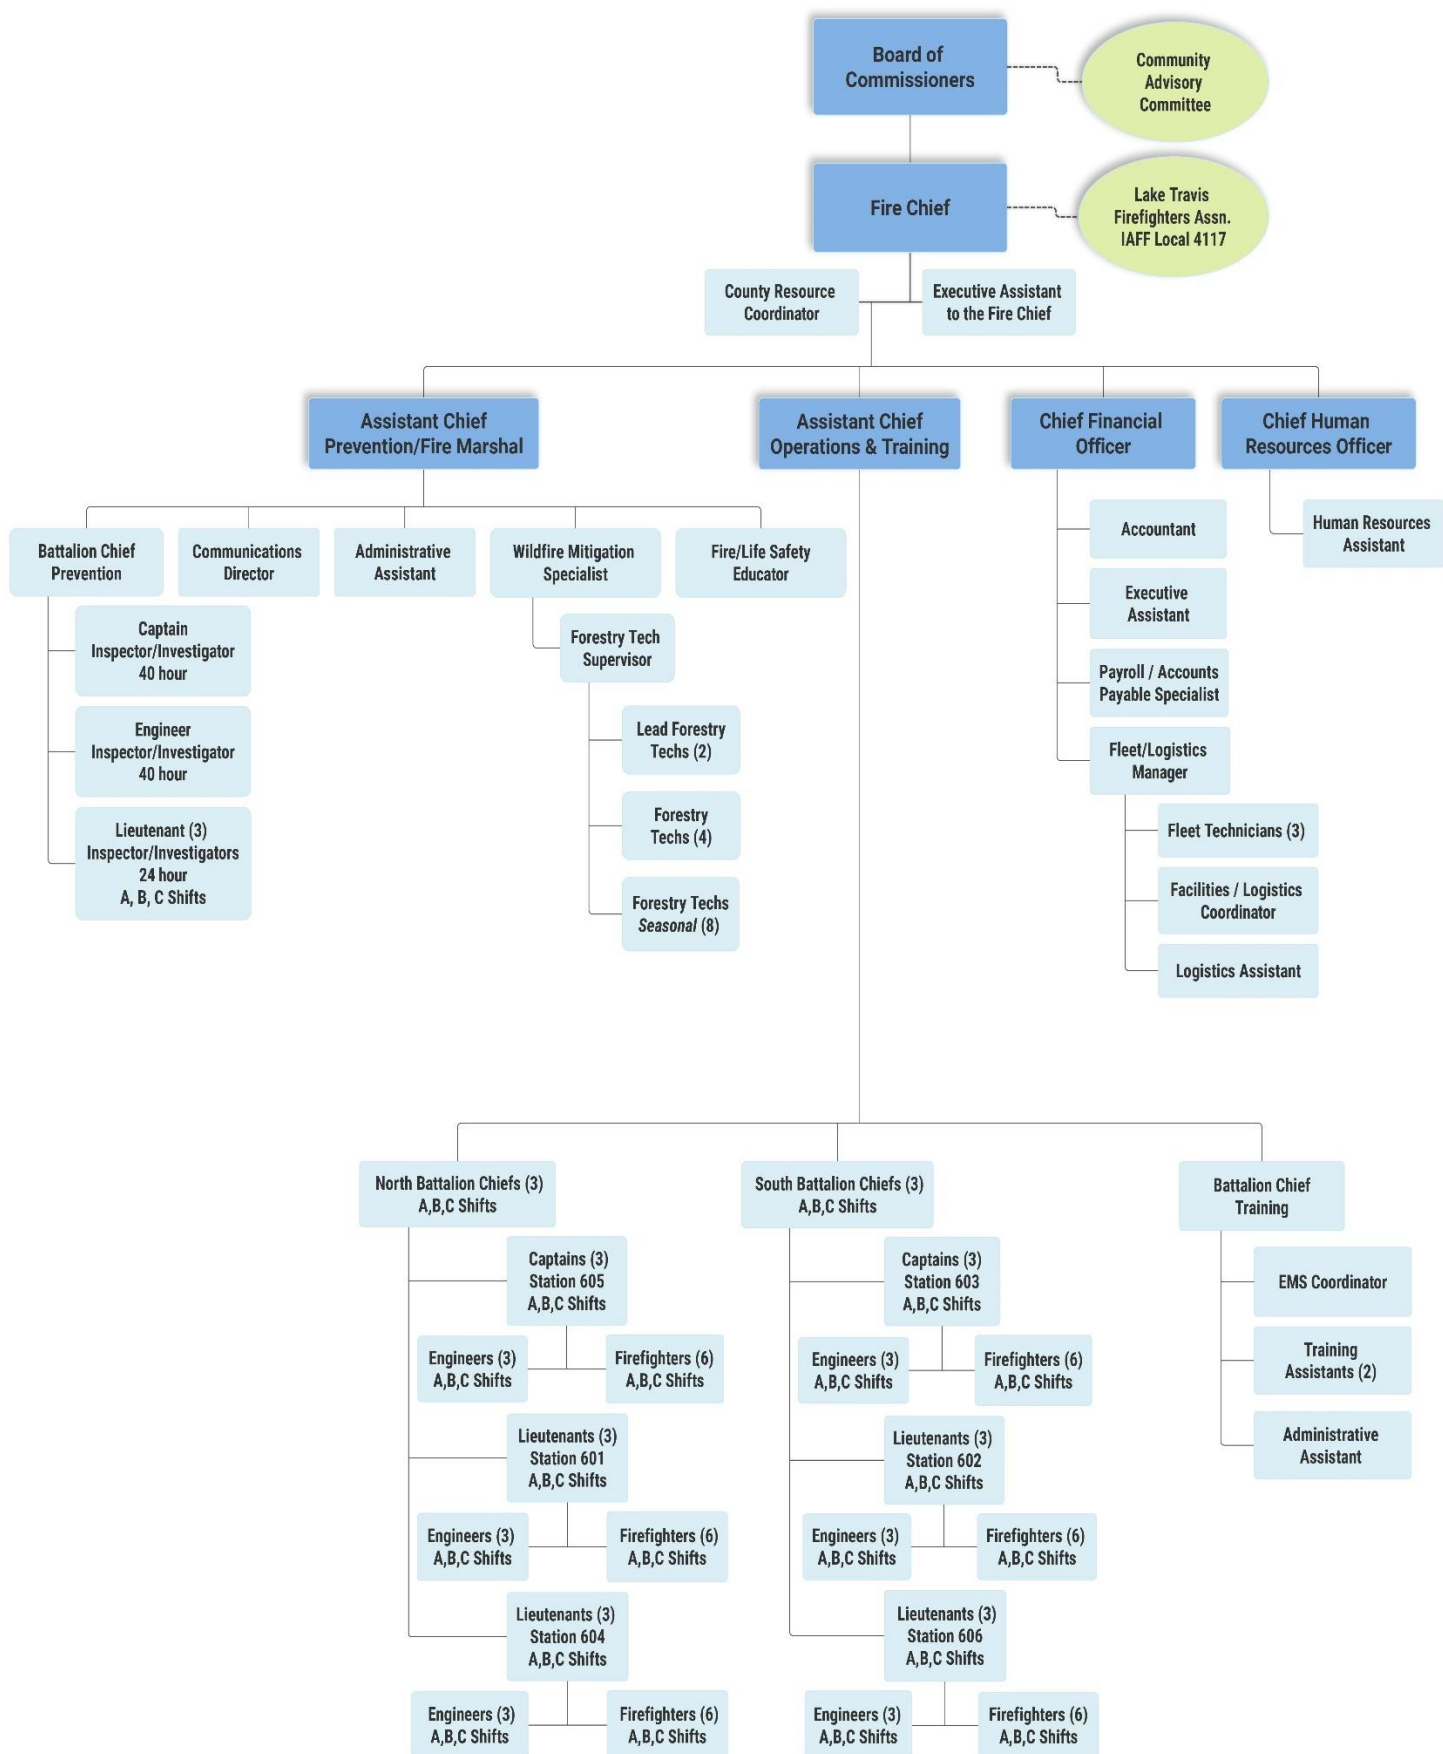 Board of
Commissioners
Community
Advisory
Committee
Fire Chief
Lake Travis
Firefighters Assn.
IAFF Local 4117
County Resource
Coordinator
Executive Assistant
to the Fire Chief
Assistant Chief
Prevention/Fire Marshal
Assistant Chief
Operations & Training
Chief Financial
Officer
Chief Human
Resources Officer
Battalion Chief
Prevention
Communications
Director
Administrative
Assistant
Wildfire Mitigation
Specialist
Fire/Life Safety
Educator
Captain
Inspector/Investigator
40 hour
Engineer
Inspector/Investigator
40 hour
Lieutenant (3)
Inspector/Investigators
24 hour
A, B, C Shifts
Forestry Tech
Supervisor
Lead Forestry
Techs (2)
Forestry
Techs (4)
Forestry Techs
Seasonal (8)
Accountant
Executive
Assistant
Payroll / Accounts
Payable Specialist
Fleet/Logistics
Manager
Fleet Technicians (3)
Facilities / Logistics
Coordinator
Logistics Assistant
Human Resources
Assistant
North Battalion Chiefs (3)
A,B,C Shifts
Captains (3)
Station 605
A,B,C Shifts
Engineers (3)
A,B,C Shifts
Firefighters (6)
A,B,C Shifts
Lieutenants (3)
Station 601
A,B,C Shifts
Engineers (3)
A,B,C Shifts
Firefighters (6)
A,B,C Shifts
Lieutenants (3)
Station 604
A,B,C Shifts
Engineers (3)
A,B,C Shifts
Firefighters (6)
A,B,C Shifts
South Battalion Chiefs (3)
A,B,C Shifts
Captains (3)
Station 603
A,B,C Shifts
Engineers (3)
A,B,C Shifts
Firefighters (6)
A,B,C Shifts
Lieutenants (3)
Station 602
A,B,C Shifts
Engineers (3)
A,B,C Shifts
Firefighters (6)
A,B,C Shifts
Lieutenants (3)
Station 606
A,B,C Shifts
Engineers (3)
A,B,C Shifts
Firefighters (6)
A,B,C Shifts
Battalion Chief
Training
EMS Coordinator
Training
Assistants (2)
Administrative
Assistant